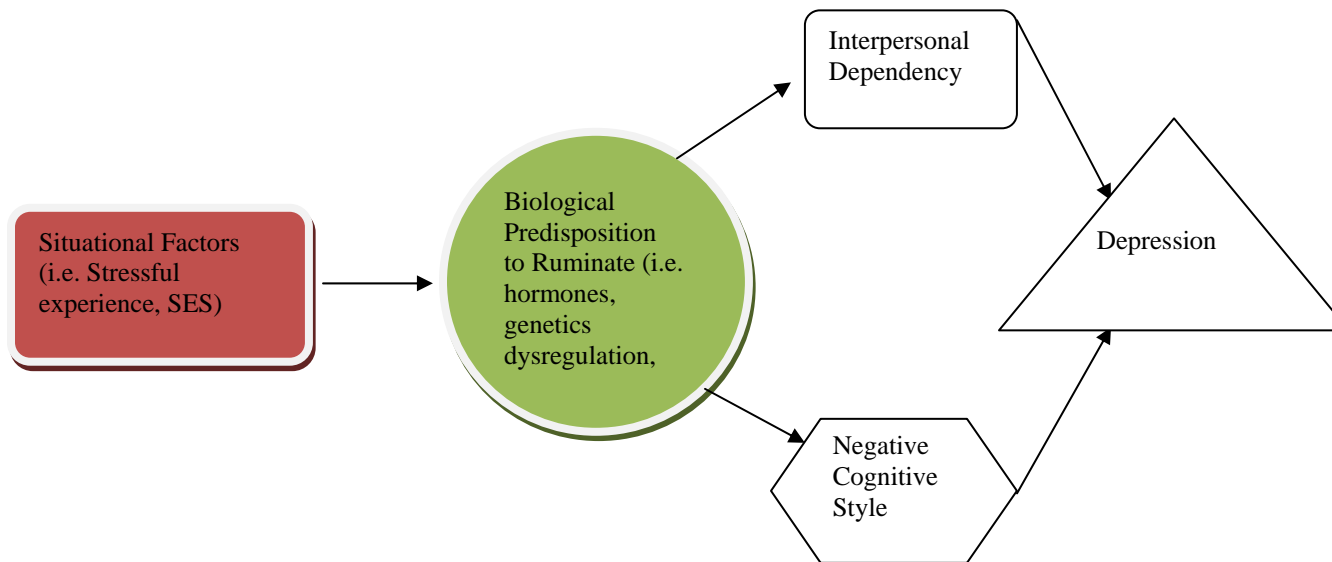 Situational Factors
(i.e. Stressful
experience, SES)
Biological
Predisposition
to Ruminate (i.e.
hormones,
genetics
dysregulation,
Interpersonal
Dependency
Negative
Cognitive
Style
Depression